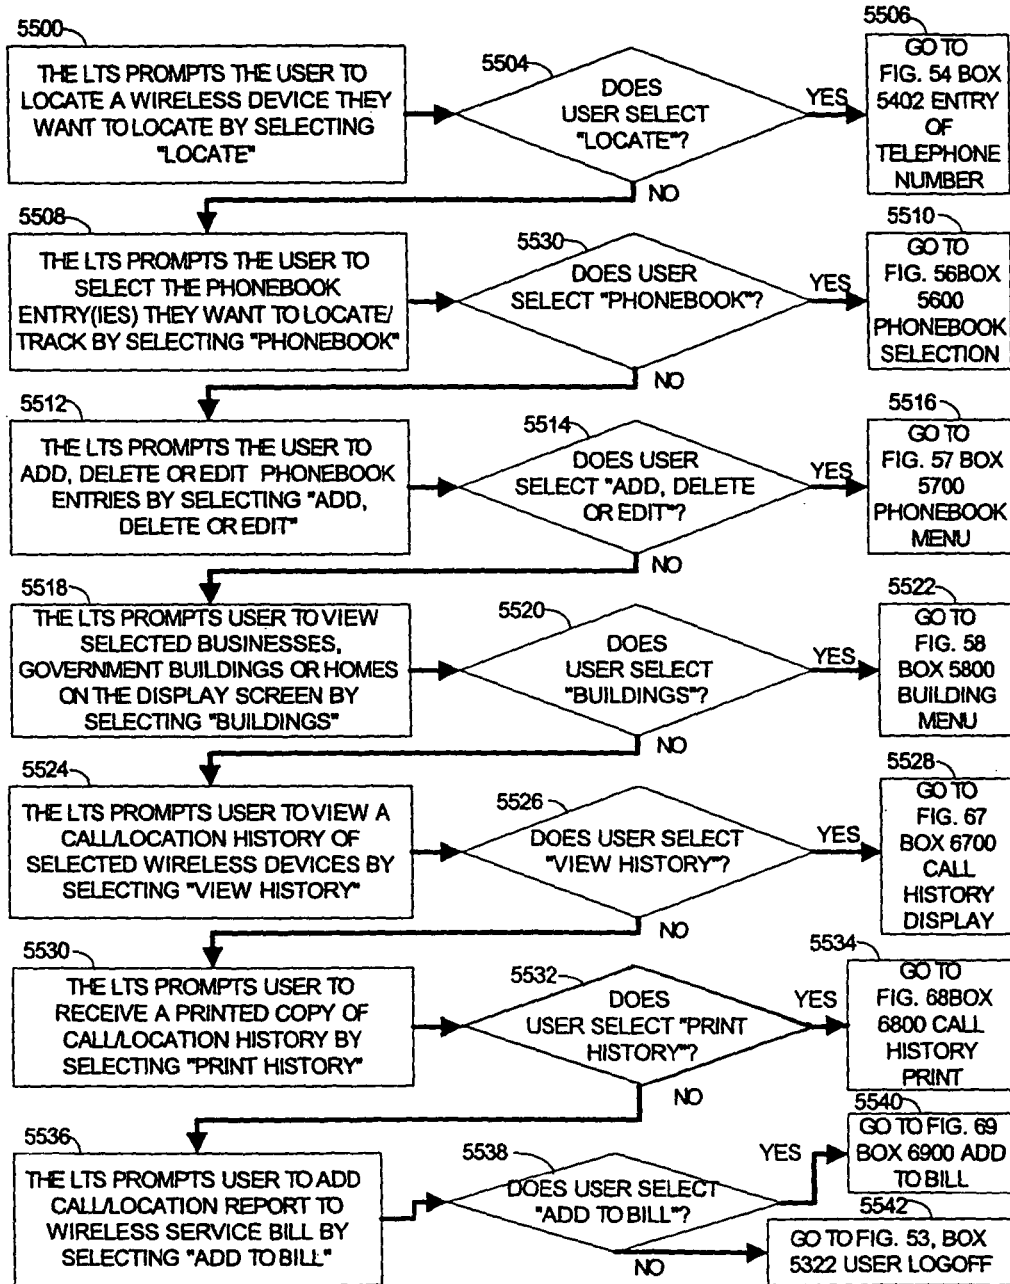 5500
THE LTS PROMPTS THE USER TO
LOCATE A WIRELESS DEVICE THEY
WANT TO LOCATE BY SELECTING
"LOCATE"
5504
DOES
USER SELECT
"LOCATE"?
YES
NO
5506
GO TO
FIG. 54 BOX
5402 ENTRY
OF
TELEPHONE
NUMBER
5508
THE LTS PROMPTS THE USER TO
SELECT THE PHONEBOOK
ENTRY(IES) THEY WANT TO LOCATE/
TRACK BY SELECTING "PHONEBOOK"
5530
DOES USER
SELECT "PHONEBOOK"?
YES
NO
5510
GO TO
FIG. 56BOX
5600
PHONEBOOK
SELECTION
5512
THE LTS PROMPTS THE USER TO
ADD, DELETE OR EDIT PHONEBOOK
ENTRIES BY SELECTING "ADD,
DELETE OR EDIT"
5514
DOES USER
SELECT "ADD, DELETE
OR EDIT"?
YES
NO
5516
GO TO
FIG. 57 BOX
5700
PHONEBOOK
MENU
5518
THE LTS PROMPTS USER TO VIEW
SELECTED BUSINESSES,
GOVERNMENT BUILDINGS OR HOMES
ON THE DISPLAY SCREEN BY
SELECTING "BUILDINGS"
5520
DOES
USER SELECT
"BUILDINGS"?
YES
NO
5522
GO TO
FIG. 58
BOX 5800
BUILDING
MENU
5524
THE LTS PROMPTS USER TO VIEW A
CALL/LOCATION HISTORY OF
SELECTED WIRELESS DEVICES BY
SELECTING "VIEW HISTORY"
5526
DOES USER SELECT
"VIEW HISTORY"?
YES
NO
5528
GO TO
FIG. 67
BOX 6700
CALL
HISTORY
DISPLAY
5530
THE LTS PROMPTS USER TO
RECEIVE A PRINTED COPY OF
CALL/LOCATION HISTORY BY
SELECTING "PRINT HISTORY"
5532
DOES
USER SELECT "PRINT
HISTORY"?
YES
NO
5534
GO TO
FIG. 68BOX
6800 CALL
HISTORY
PRINT
5536
THE LTS PROMPTS USER TO ADD
CALL/LOCATION REPORT TO
WIRELESS SERVICE BILL BY
SELECTING "ADD TO BILL"
5538
DOES USER SELECT
"ADD TO BILL"?
YES
NO
5540
GO TO FIG. 69
BOX 6900 ADD
TO BILL
5542
GO TO FIG. 53, BOX
5322 USER LOGOFF